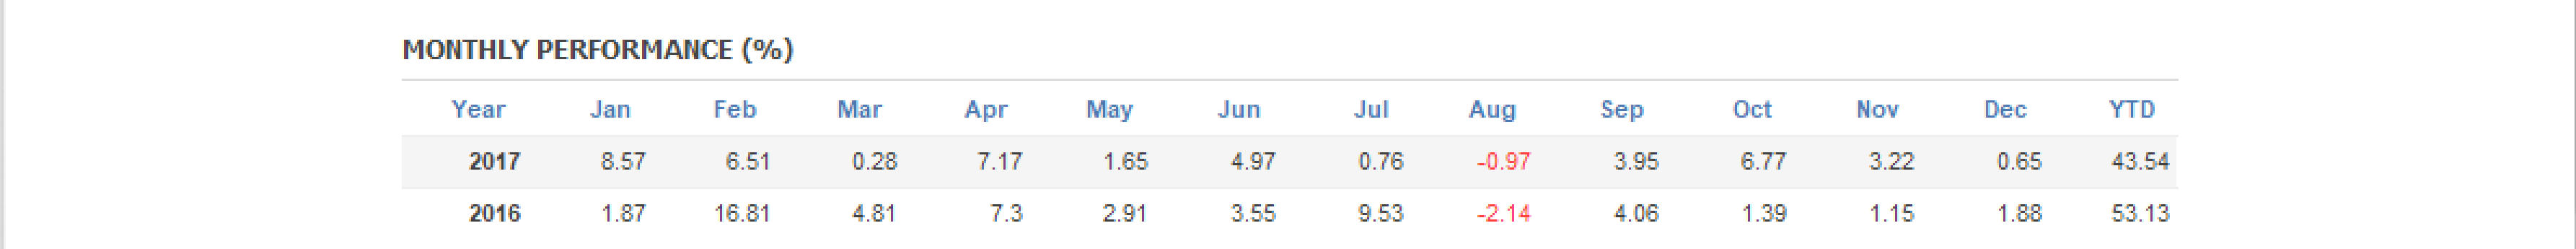 MONTHLY PERFORMANCE (%)
Year Jan Feb Mar Apr May Jun Jul Aug Sep Oct Nov Dec YTD
2017 8.57 6.51 0.28 7.17 1.65 4.97 0.76 -0.97 3.95 6.77 3.22 0.65 43.54
2016 1.87 16.81 4.81 7.3 2.91 3.55 9.53 -2.14 4.06 1.39 1.15 1.88 53.13